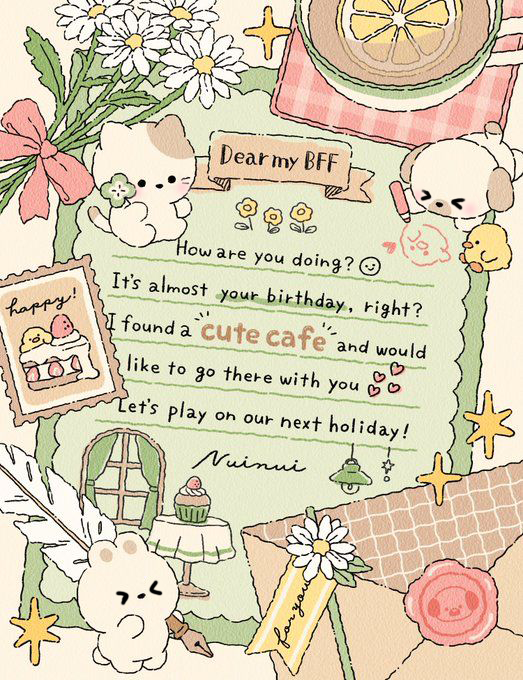 Dear my BFF
How are you doing?
It's almost your birthday, right?
I found a cute cafe and would
like to go there with you
Let's play on our next holiday!
Nuinui
happy!
for you